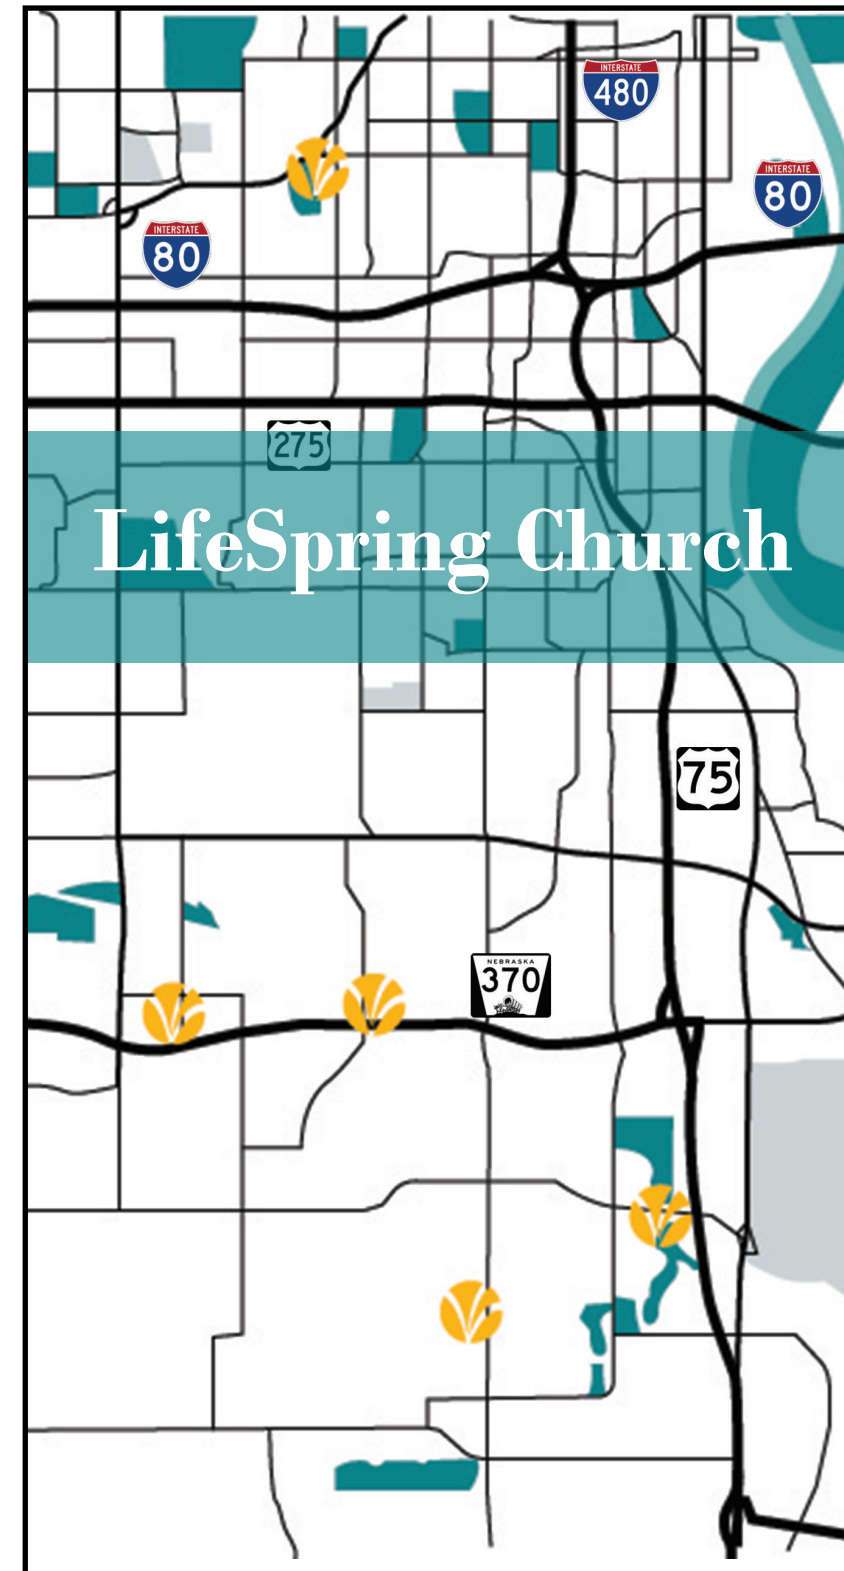 INTERSTATE
480
INTERSTATE
80
INTERSTATE
80
275
LifeSpring Church
75
NEBRASKA
370